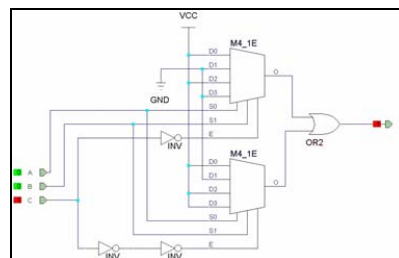 VCC
M4_1E
D0
D1
D2
D3
S0
S1
E
O
GND
INV
OR2
M4_1E
D0
D1
D2
D3
S0
S1
E
O
A
B
C
INV
INV
INV